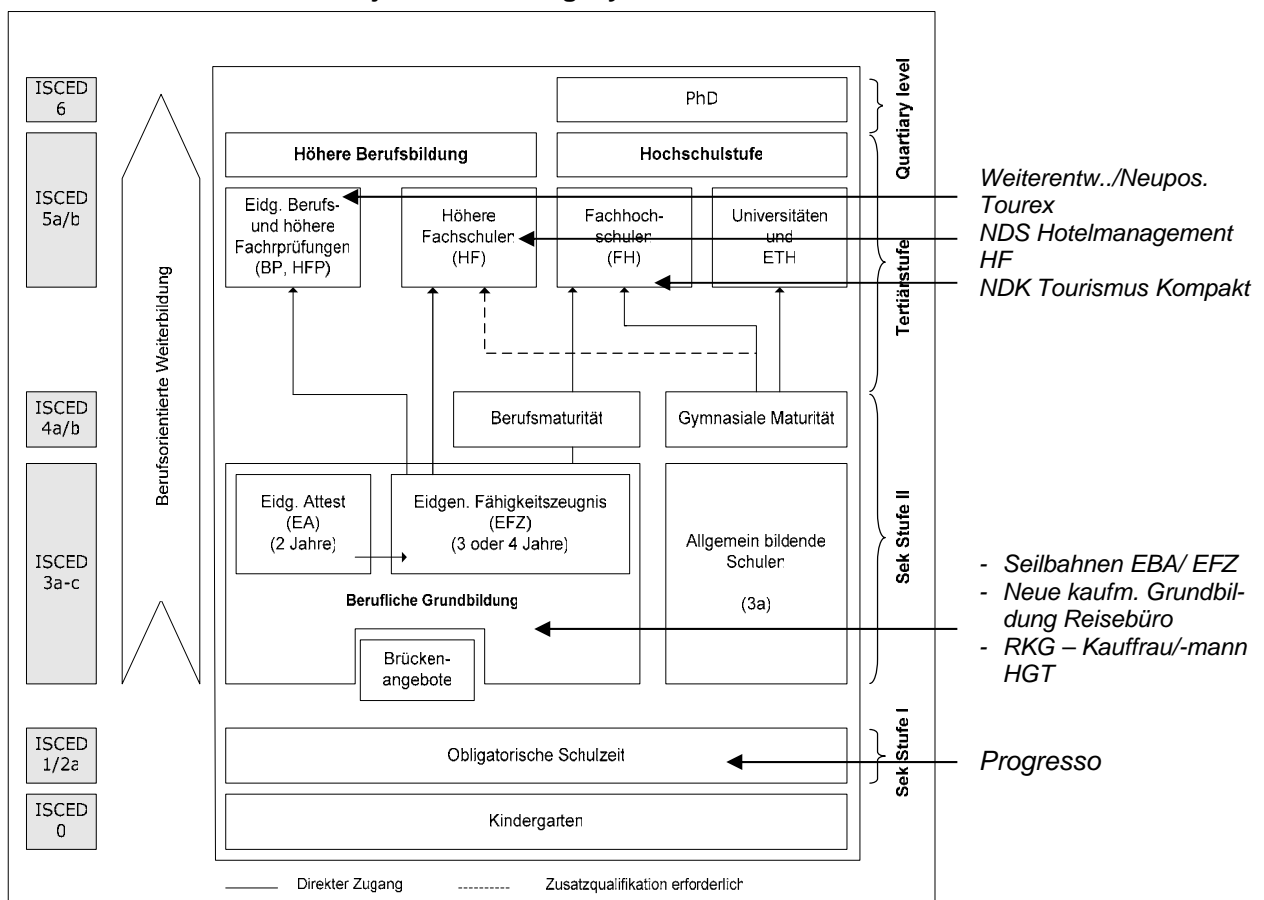 ISCED
6
PhD
Quartiary level
Höhere Berufsbildung
Hochschulstufe
ISCED
5a/b
Eidg. Berufs-
und höhere
Fachrprüfungen
(BP, HFP)
Höhere
Fachschulen
(HF)
Fachhoch-
schulen
(FH)
Universitäten
und
ETH
Tertiärstufe
Weiterentw../Neupos.
Tourex
NDS Hotelmanagement
HF
NDK Tourismus Kompakt
Berufsorientierte Weiterbildung
ISCED
4a/b
Berufsmaturität
Gymnasiale Maturität
ISCED
3a-c
Eidg. Attest
(EA)
(2 Jahre)
Eidgen. Fähigkeitszeugnis
(EFZ)
(3 oder 4 Jahre)
Allgemein bildende
Schulen
(3a)
Berufliche Grundbildung
Brücken-
angebote
Sek Stufe II
- Seilbahnen EBA/ EFZ
- Neue kaufm. Grundbil-
dung Reisebüro
- RKG – Kauffrau/-mann
HGT
ISCED
1/2a
Obligatorische Schulzeit
Sek Stufe I
Progresso
ISCED
0
Kindergarten
Direkter Zugang
Zusatzqualifikation erforderlich